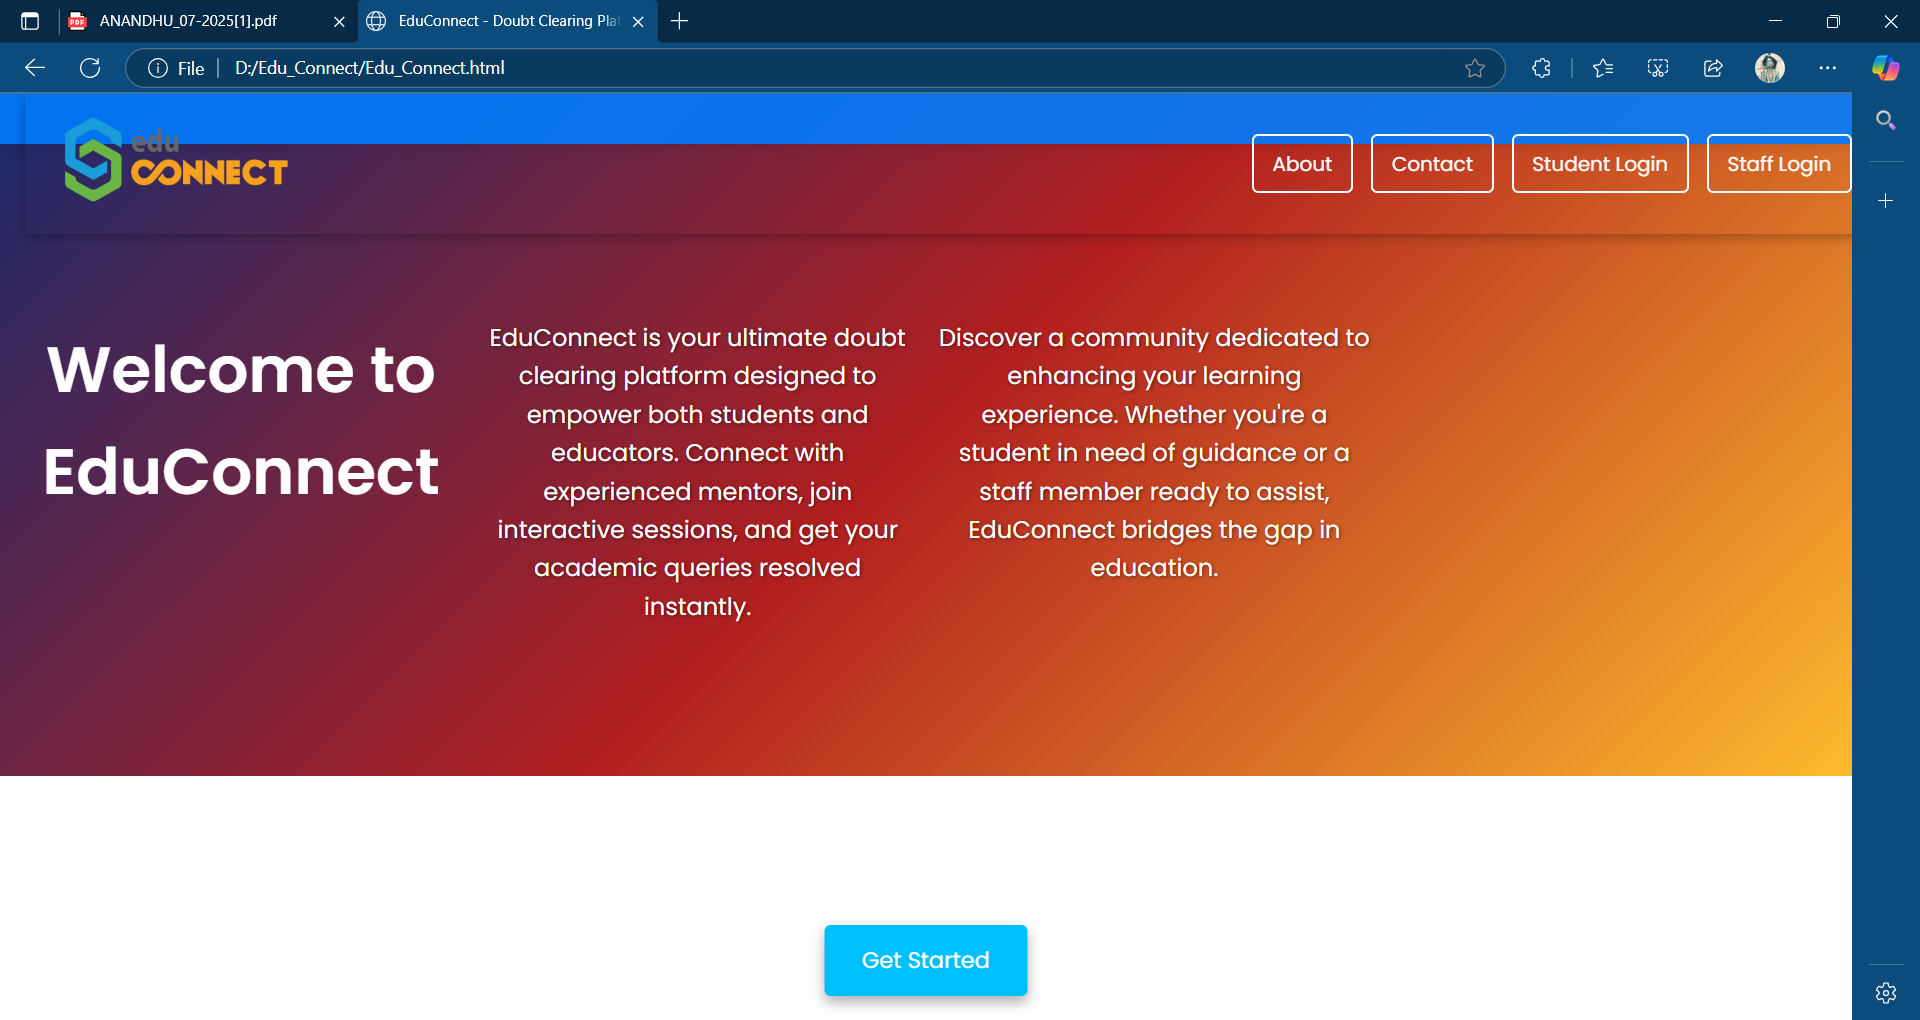 ANANDHU_07-2025[1].pdf
EduConnect - Doubt Clearing Pla
File
D:/Edu_Connect/Edu_Connect.html
edu
CONNECT
About
Contact
Student Login
Staff Login
Welcome to
EduConnect
EduConnect is your ultimate doubt
clearing platform designed to
empower both students and
educators. Connect with
experienced mentors, join
interactive sessions, and get your
academic queries resolved
instantly.
Discover a community dedicated to
enhancing your learning
experience. Whether you're a
student in need of guidance or a
staff member ready to assist,
EduConnect bridges the gap in
education.
Get Started